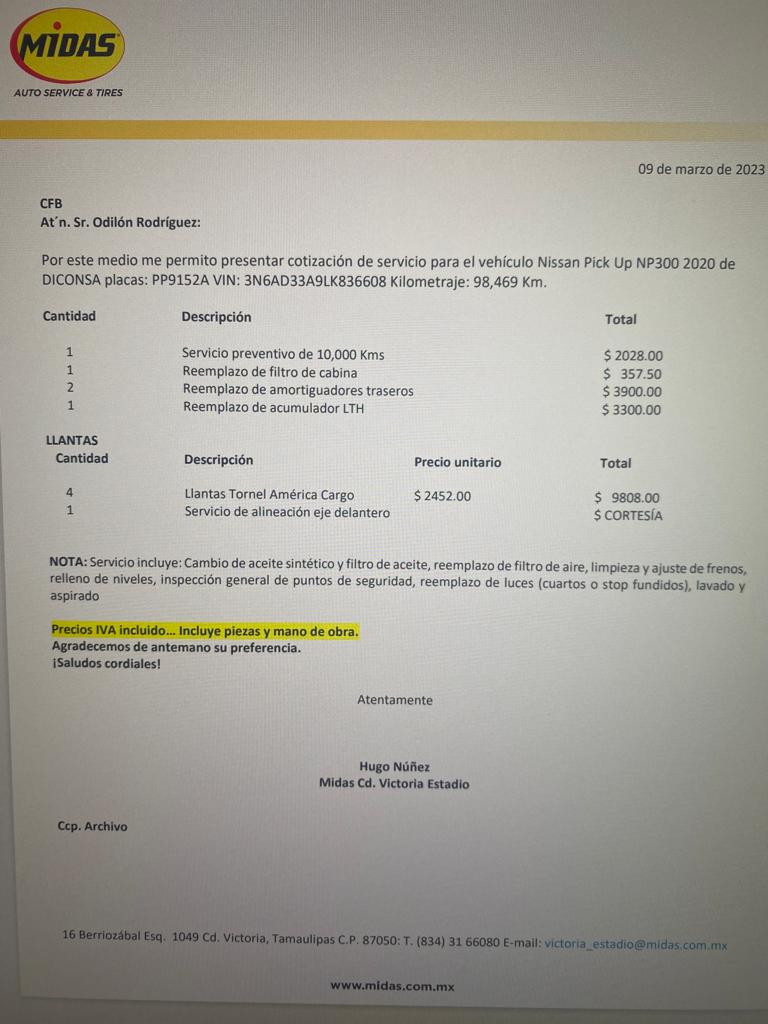 MIDAS
AUTO SERVICE & TIRES
09 de marzo de 2023
CFB
At´n. Sr. Odilón Rodríguez:
Por este medio me permito presentar cotización de servicio para el vehículo Nissan Pick Up NP300 2020 de
DICONSA placas: PP9152A VIN: 3N6AD33A9LK836608 Kilometraje: 98,469 Km.
Cantidad Descripción Total
1 Servicio preventivo de 10,000 Kms $ 2028.00
1 Reemplazo de filtro de cabina $ 357.50
2 Reemplazo de amortiguadores traseros $ 3900.00
1 Reemplazo de acumulador LTH $ 3300.00
LLANTAS
Cantidad Descripción Precio unitario Total
4 Llantas Tornel América Cargo $ 2452.00 $ 9808.00
1 Servicio de alineación eje delantero $ CORTESÍA
NOTA: Servicio incluye: Cambio de aceite sintético y filtro de aceite, reemplazo de filtro de aire, limpieza y ajuste de frenos,
relleno de niveles, inspección general de puntos de seguridad, reemplazo de luces (cuartos o stop fundidos), lavado y
aspirado
Precios IVA incluido... Incluye piezas y mano de obra.
Agradecemos de antemano su preferencia.
¡Saludos cordiales!
Atentamente
Hugo Núñez
Midas Cd. Victoria Estadio
Ccp. Archivo
16 Berriozábal Esq. 1049 Cd. Victoria, Tamaulipas C.P. 87050: T. (834) 31 66080 E-mail: victoria_estadio@midas.com.mx
www.midas.com.mx